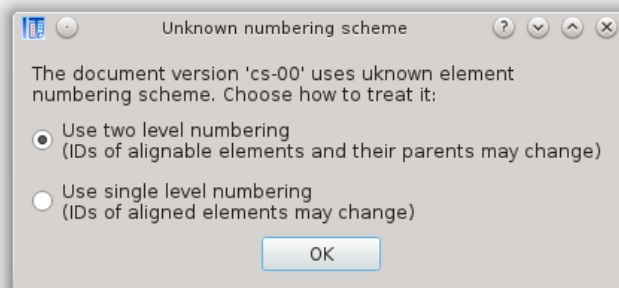 Unknown numbering scheme
The document version 'cs-00' uses uknown element
numbering scheme. Choose how to treat it:
Use two level numbering
(IDs of alignable elements and their parents may change)
Use single level numbering
(IDs of aligned elements may change)
OK